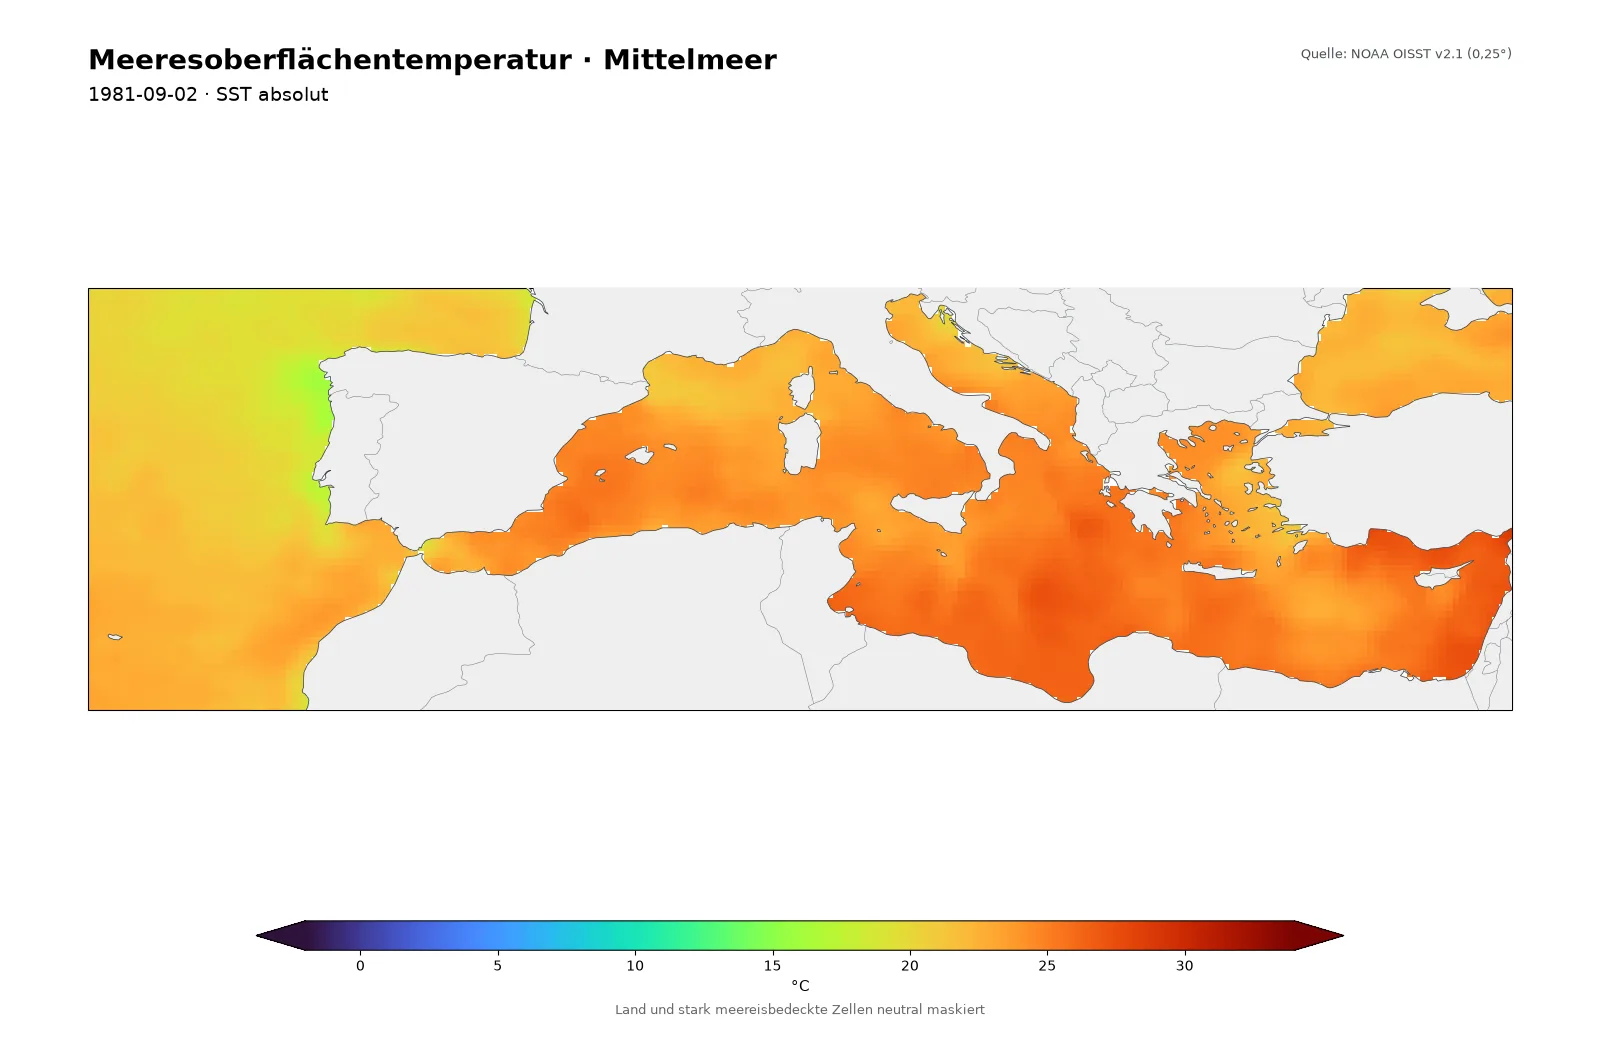 Meeresoberflächentemperatur · Mittelmeer
Quelle: NOAA OISST v2.1 (0,25°)
1981-09-02 · SST absolut
0 5 10 15 20 25 30
°C
Land und stark meereisbedeckte Zellen neutral maskiert